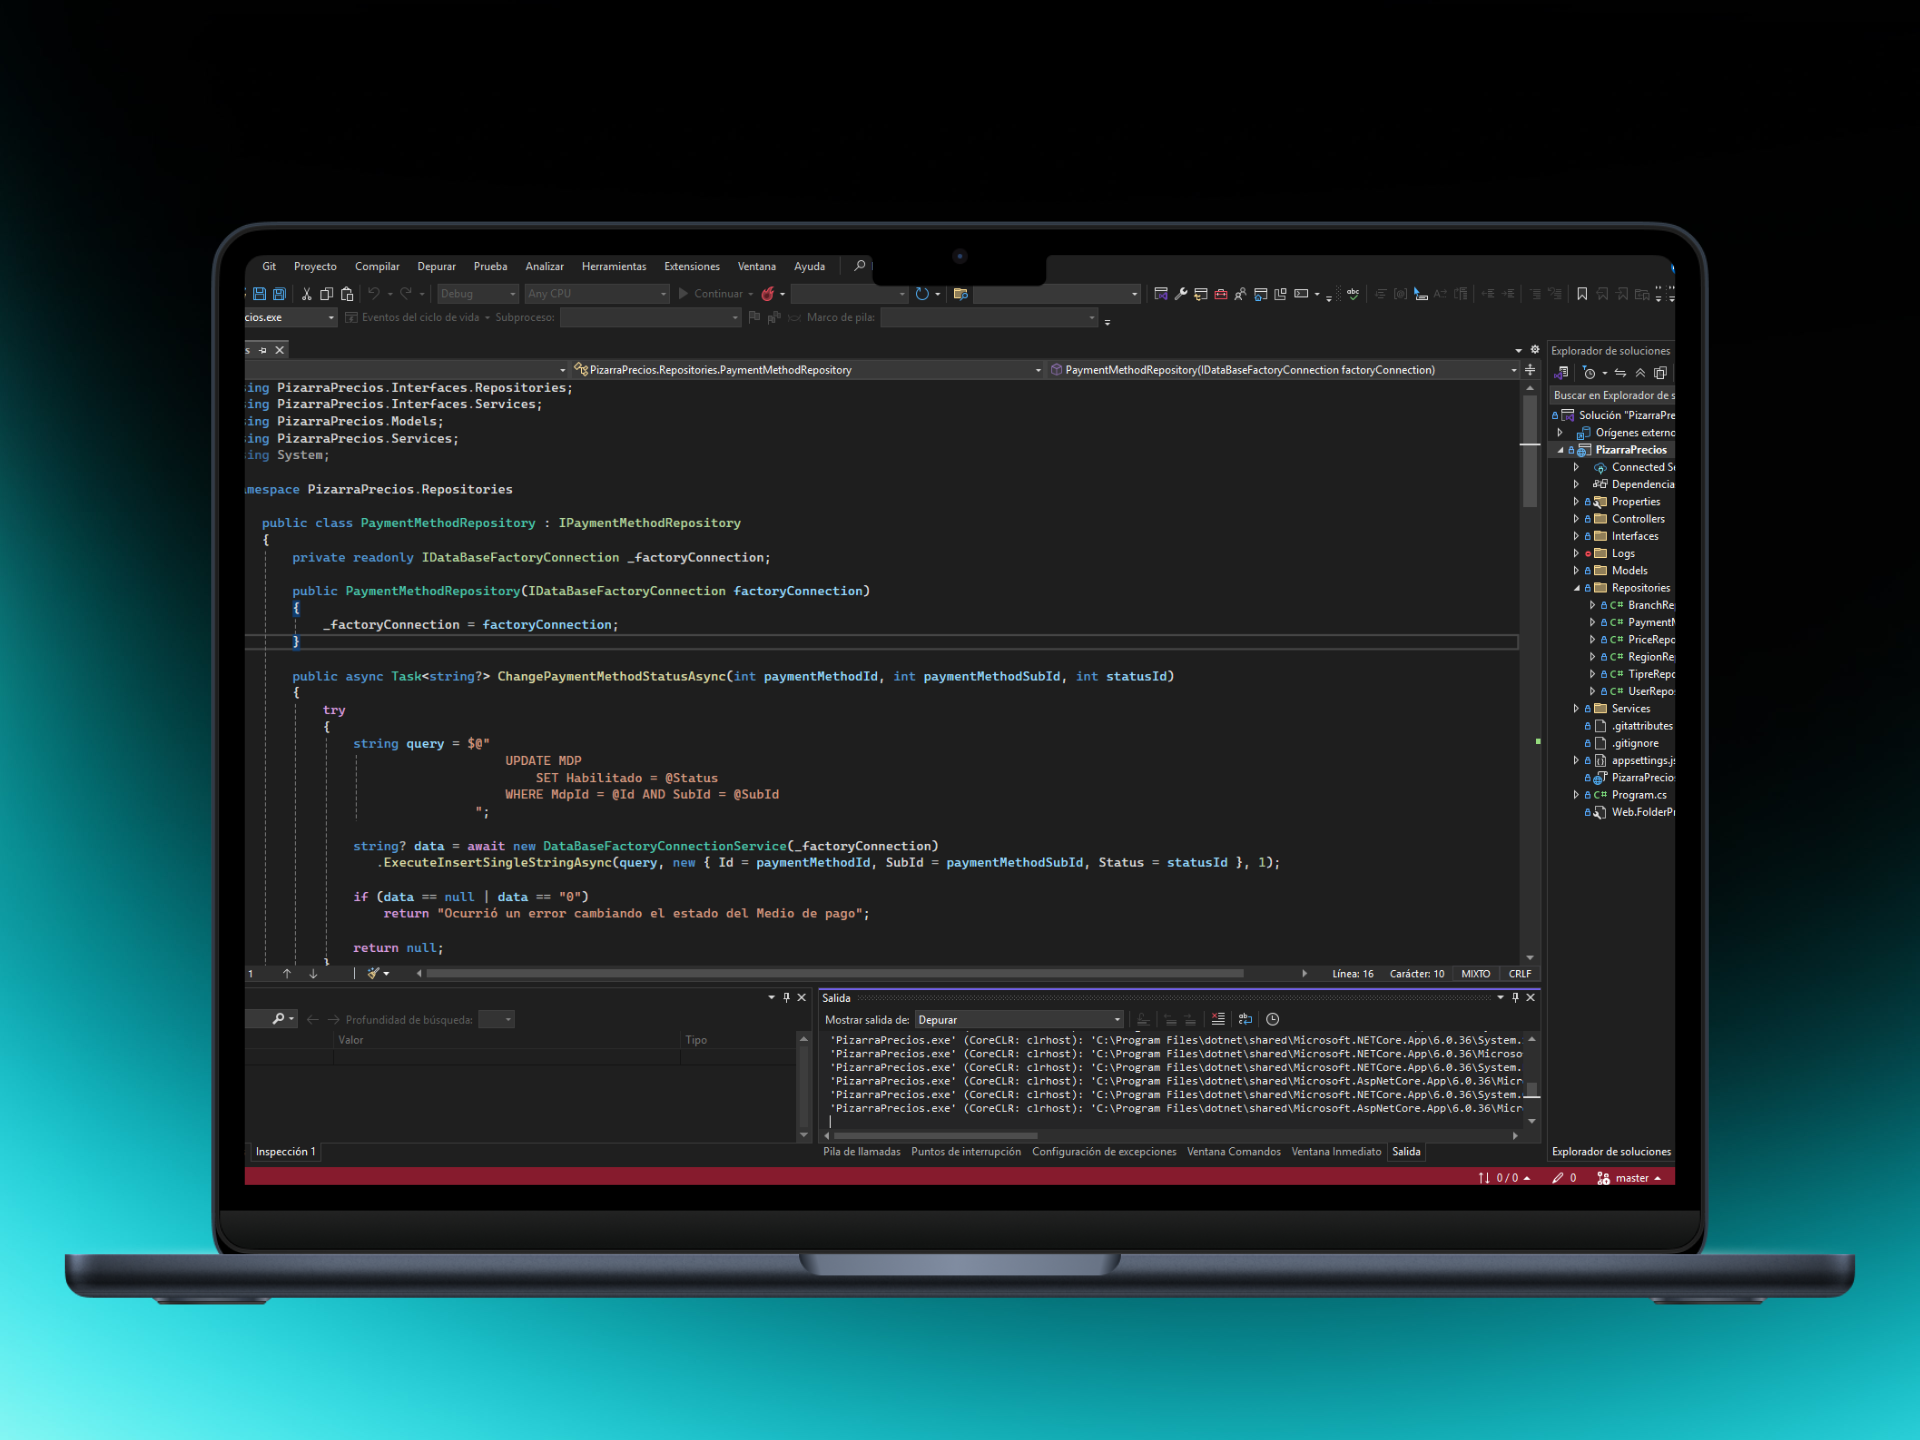 Git Proyecto Compilar Depurar Prueba Analizar Herramientas Extensiones Ventana Ayuda
Debug Any CPU Continuar
cios.exe Eventos del ciclo de vida Subproceso: Marco de pila:
s
PizarraPrecios.Repositories.PaymentMethodRepository PaymentMethodRepository(IDataBaseFactoryConnection factoryConnection)
ing PizarraPrecios.Interfaces.Repositories;
ing PizarraPrecios.Interfaces.Services;
ing PizarraPrecios.Models;
ing PizarraPrecios.Services;
ing System;
mespace PizarraPrecios.Repositories
public class PaymentMethodRepository : IPaymentMethodRepository
{
private readonly IDataBaseFactoryConnection _factoryConnection;
public PaymentMethodRepository(IDataBaseFactoryConnection factoryConnection)
{
_factoryConnection = factoryConnection;
}
public async Task<string?> ChangePaymentMethodStatusAsync(int paymentMethodId, int paymentMethodSubId, int statusId)
{
try
{
string query = $@"
UPDATE MDP
SET Habilitado = @Status
WHERE MdpId = @Id AND SubId = @SubId
";
string? data = await new DataBaseFactoryConnectionService(_factoryConnection)
.ExecuteInsertSingleStringAsync(query, new { Id = paymentMethodId, SubId = paymentMethodSubId, Status = statusId }, 1);
if (data == null | data == "0")
return "Ocurrió un error cambiando el estado del Medio de pago";
return null;
}
1 Línea: 16 Carácter: 10 MIXTO CRLF
Explorador de soluciones
Buscar en Explorador de s
Solución "PizarraPre
Orígenes externo
PizarraPrecios
Connected Se
Dependencia
Properties
Controllers
Interfaces
Logs
Models
Repositories
C# BranchRe
C# PaymentM
C# PriceRepo
C# RegionRe
C# TipreRepo
C# UserRepos
Services
.gitattributes
.gitignore
appsettings.js
PizarraPrecio
C# Program.cs
Web.FolderPr
Explorador de soluciones
Profundidad de búsqueda:
Valor Tipo
Inspección 1
Salida
Mostrar salida de: Depurar
'PizarraPrecios.exe' (CoreCLR: clrhost): 'C:\Program Files\dotnet\shared\Microsoft.NETCore.App\6.0.36\System.
'PizarraPrecios.exe' (CoreCLR: clrhost): 'C:\Program Files\dotnet\shared\Microsoft.NETCore.App\6.0.36\Microso
'PizarraPrecios.exe' (CoreCLR: clrhost): 'C:\Program Files\dotnet\shared\Microsoft.NETCore.App\6.0.36\System.
'PizarraPrecios.exe' (CoreCLR: clrhost): 'C:\Program Files\dotnet\shared\Microsoft.AspNetCore.App\6.0.36\Micr
'PizarraPrecios.exe' (CoreCLR: clrhost): 'C:\Program Files\dotnet\shared\Microsoft.NETCore.App\6.0.36\System.
'PizarraPrecios.exe' (CoreCLR: clrhost): 'C:\Program Files\dotnet\shared\Microsoft.AspNetCore.App\6.0.36\Micr
Pila de llamadas Puntos de interrupción Configuración de excepciones Ventana Comandos Ventana Inmediato Salida
0 / 0 0 master